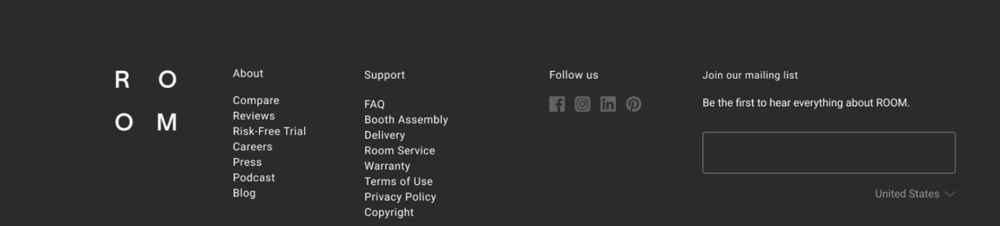 R O
O M
About
Compare
Reviews
Risk-Free Trial
Careers
Press
Podcast
Blog
Support
FAQ
Booth Assembly
Delivery
Room Service
Warranty
Terms of Use
Privacy Policy
Copyright
Follow us
Join our mailing list
Be the first to hear everything about ROOM.
United States